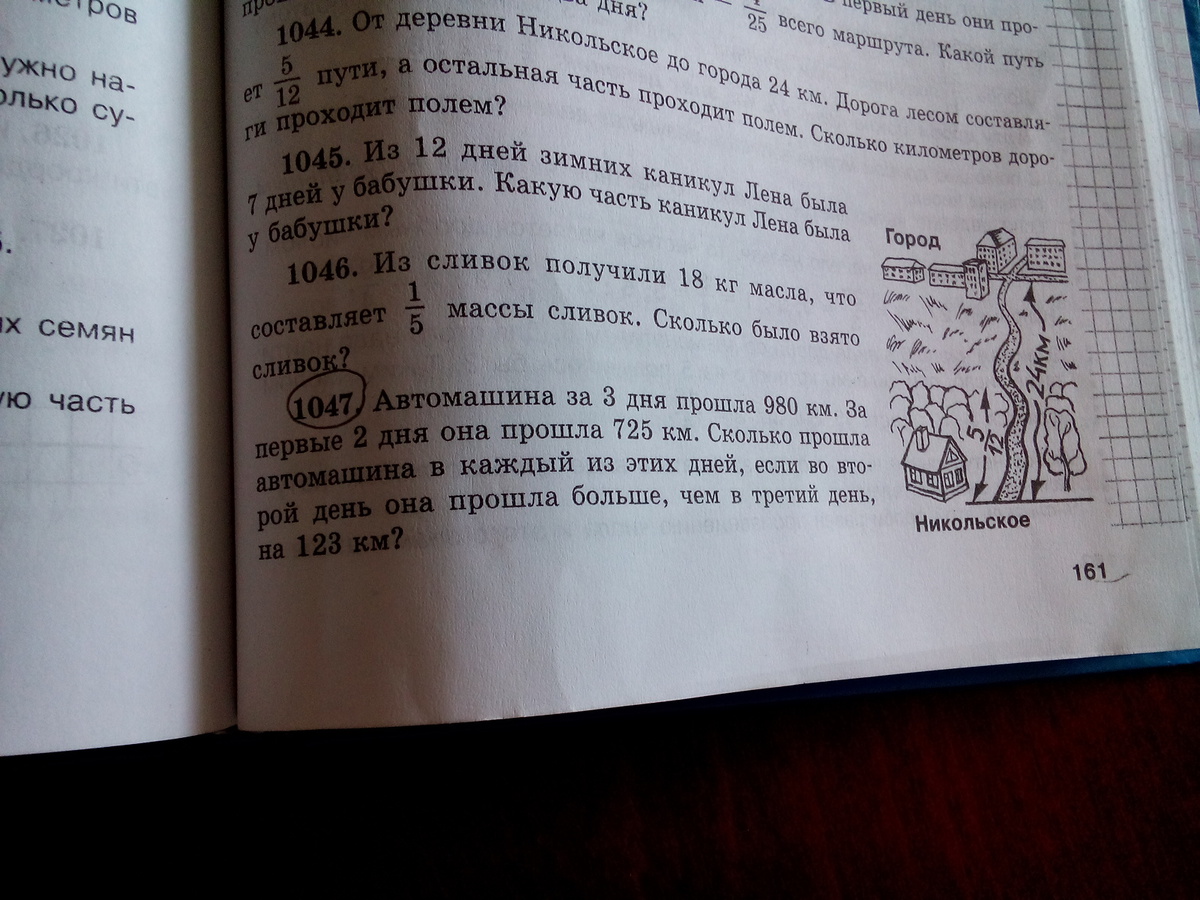 метров
ужно на-
олько су-
их семян
ую часть
дня?
25 всего маршрута. Какой путь
первый день они про-
1044. От деревни Никольское до города 24 км. Дорога лесом составля-
ет 5/12 пути, а остальная часть проходит полем. Сколько километров доро-
ги проходит полем?
1045. Из 12 дней зимних каникул Лена была
7 дней у бабушки. Какую часть каникул Лена была
у бабушки?
1046. Из сливок получили 18 кг масла, что
составляет 1/5 массы сливок. Сколько было взято
сливок?
1047. Автомашина за 3 дня прошла 980 км. За
первые 2 дня она прошла 725 км. Сколько прошла
автомашина в каждый из этих дней, если во вто-
рой день она прошла больше, чем в третий день,
на 123 км?
Город
24км
5/12
Никольское
161